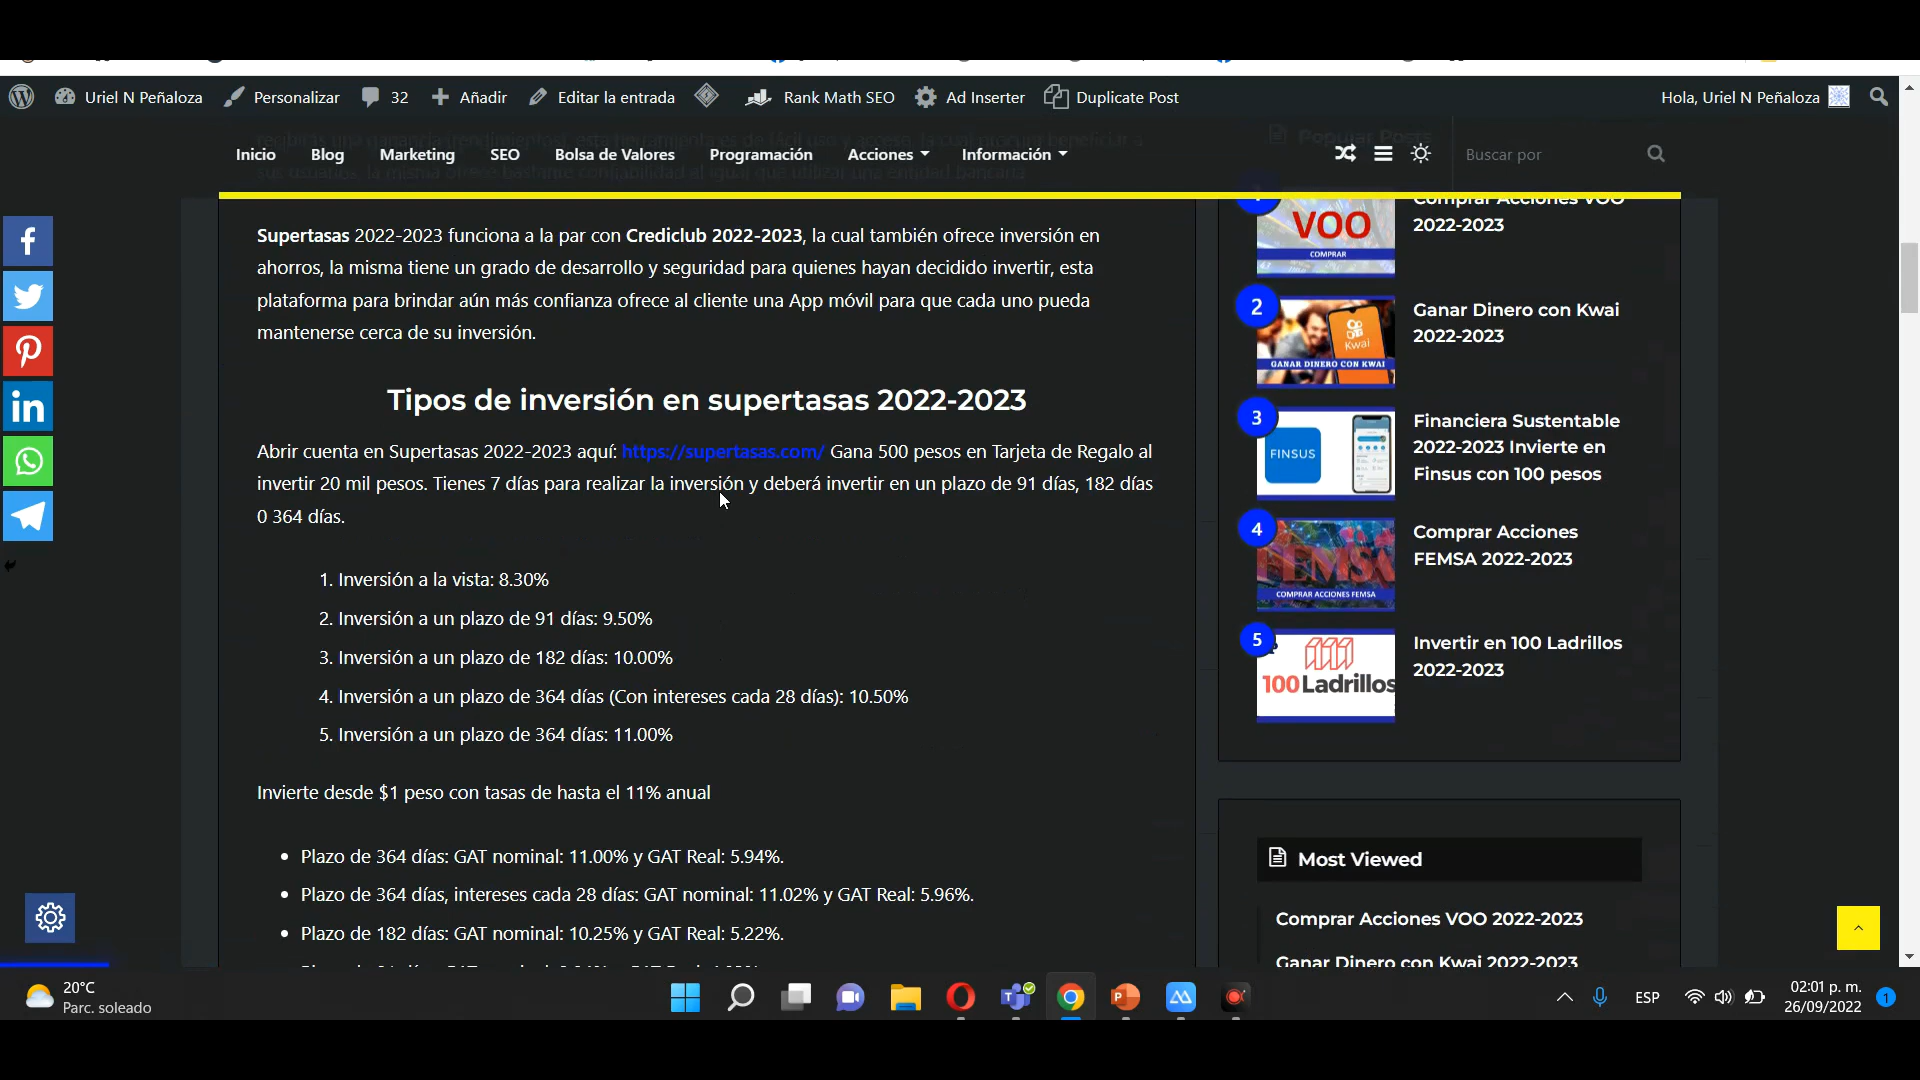 Uriel N Peñaloza
Personalizar
32
Añadir
Editar la entrada
Rank Math SEO
Ad Inserter
Duplicate Post
Hola, Uriel N Peñaloza
Popular Posts
Inicio
Blog
Marketing
SEO
Bolsa de Valores
Programación
Acciones
Información
Buscar por
Supertasas 2022-2023 funciona a la par con Crediclub 2022-2023, la cual también ofrece inversión en
ahorros, la misma tiene un grado de desarrollo y seguridad para quienes hayan decidido invertir, esta
plataforma para brindar aún más confianza ofrece al cliente una App móvil para que cada uno pueda
mantenerse cerca de su inversión.
Tipos de inversión en supertasas 2022-2023
Abrir cuenta en Supertasas 2022-2023 aquí: https://supertasas.com/ Gana 500 pesos en Tarjeta de Regalo al
invertir 20 mil pesos. Tienes 7 días para realizar la inversión y deberá invertir en un plazo de 91 días, 182 días
0 364 días.
1. Inversión a la vista: 8.30%
2. Inversión a un plazo de 91 días: 9.50%
3. Inversión a un plazo de 182 días: 10.00%
4. Inversión a un plazo de 364 días (Con intereses cada 28 días): 10.50%
5. Inversión a un plazo de 364 días: 11.00%
Invierte desde $1 peso con tasas de hasta el 11% anual
• Plazo de 364 días: GAT nominal: 11.00% y GAT Real: 5.94%.
• Plazo de 364 días, intereses cada 28 días: GAT nominal: 11.02% y GAT Real: 5.96%.
• Plazo de 182 días: GAT nominal: 10.25% y GAT Real: 5.22%.
VOO
COMPRAR
Comprar Acciones VOO
2022-2023
2
Kwai
GANAR DINERO CON KWAI
Ganar Dinero con Kwai
2022-2023
3
FINSUS
Financiera Sustentable
2022-2023 Invierte en
Finsus con 100 pesos
4
FEMSA
COMPRAR ACCIONES FEMSA
Comprar Acciones
FEMSA 2022-2023
5
100Ladrillos
Invertir en 100 Ladrillos
2022-2023
Most Viewed
Comprar Acciones VOO 2022-2023
Ganar Dinero con Kwai 2022-2023
20°C
Parc. soleado
ESP
02:01 p. m.
26/09/2022
1